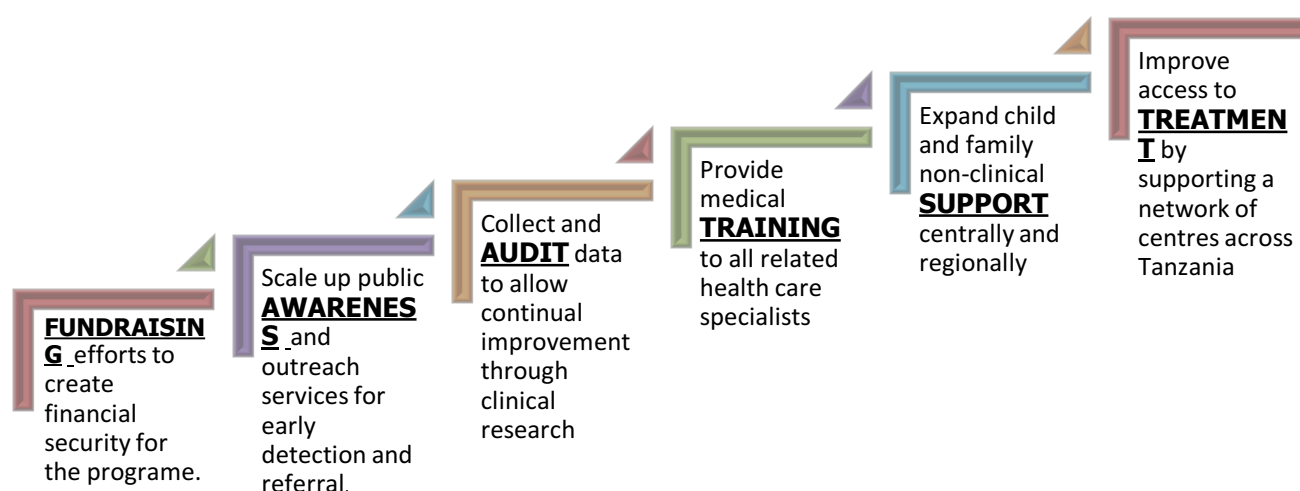 FUNDRAISIN
G efforts to
create
financial
security for
the programe.
Scale up public
AWARENES
S and
outreach
services for
early
detection and
referral.
Collect and
AUDIT data
to allow
continual
improvement
through
clinical
research
Provide
medical
TRAINING
to all related
health care
specialists
Expand child
and family
non-clinical
SUPPORT
centrally and
regionally
Improve
access to
TREATMEN
T by
supporting a
network of
centres across
Tanzania